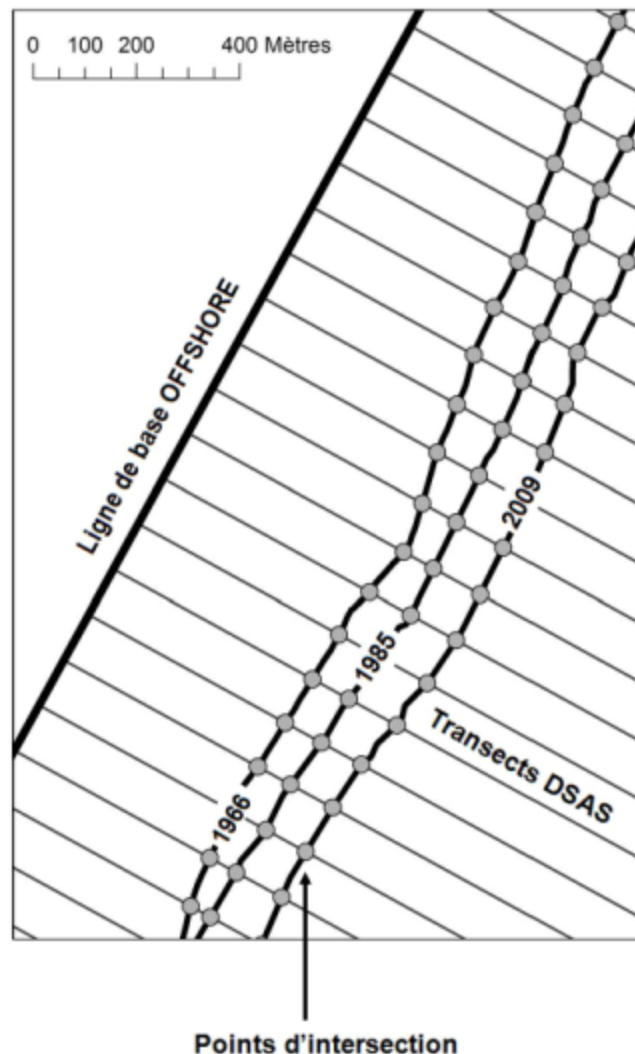 0 100 200 400 Mètres
Ligne de base OFFSHORE
2009
1985
Transects DSAS
1966
Points d'intersection